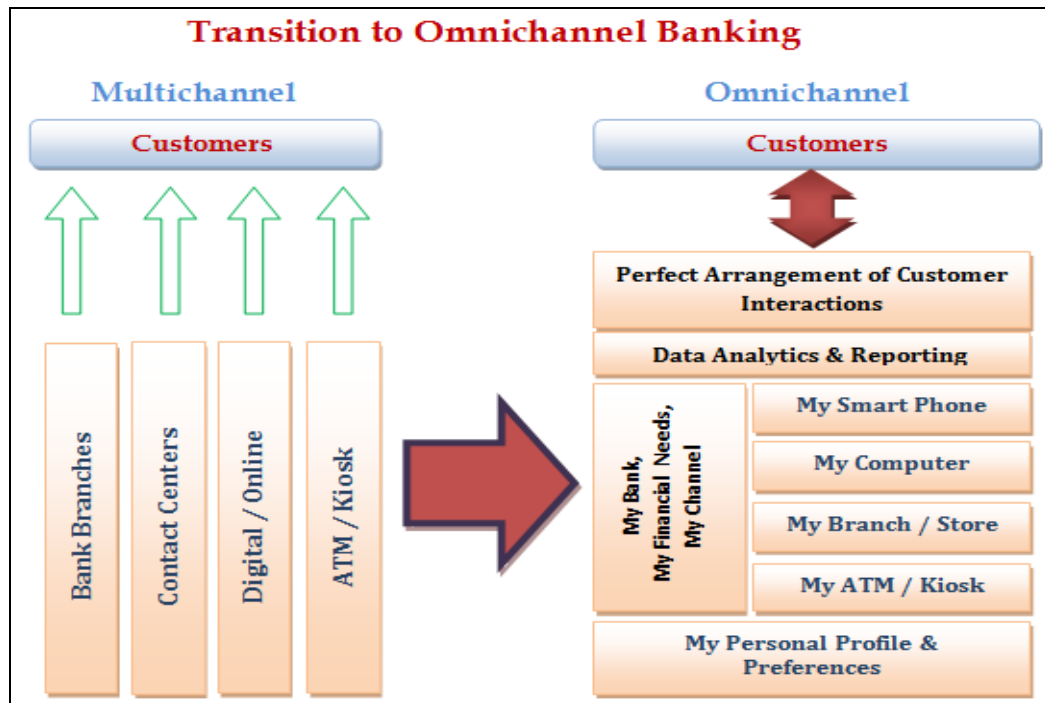 Transition to Omnichannel Banking
Multichannel
Customers
Bank Branches
Contact Centers
Digital / Online
ATM / Kiosk
Omnichannel
Customers
Perfect Arrangement of Customer
Interactions
Data Analytics & Reporting
My Bank,
My Financial Needs,
My Channel
My Smart Phone
My Computer
My Branch / Store
My ATM / Kiosk
My Personal Profile &
Preferences